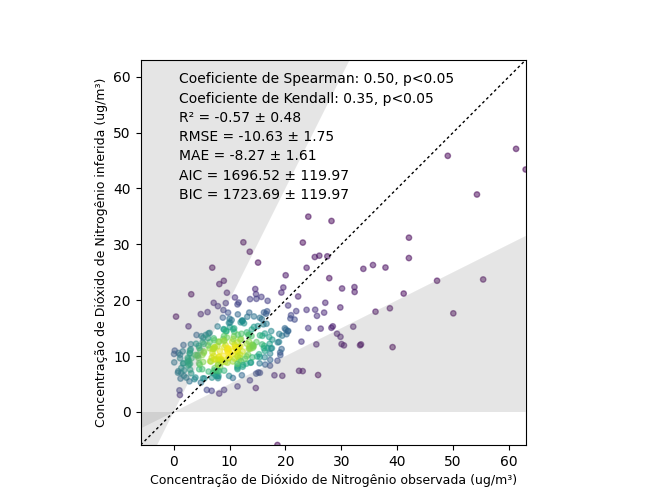 Coeficiente de Spearman: 0.50, p<0.05
Coeficiente de Kendall: 0.35, p<0.05
R² = -0.57 ± 0.48
RMSE = -10.63 ± 1.75
MAE = -8.27 ± 1.61
AIC = 1696.52 ± 119.97
BIC = 1723.69 ± 119.97
Concentração de Dióxido de Nitrogênio inferida (ug/m³)
60
50
40
30
20
10
0
0 10 20 30 40 50 60
Concentração de Dióxido de Nitrogênio observada (ug/m³)